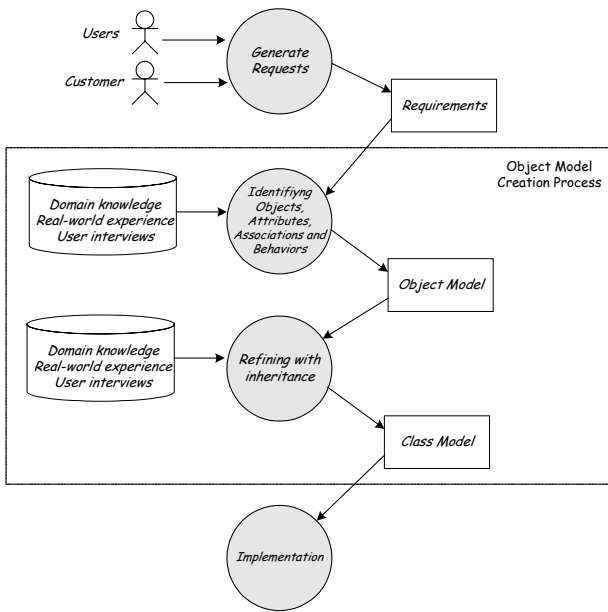 Users
Customer
Generate
Requests
Requirements
Object Model
Creation Process
Domain knowledge
Real-world experience
User interviews
Identifiyng
Objects,
Attributes,
Associations and
Behaviors
Object Model
Domain knowledge
Real-world experience
User interviews
Refining with
inheritance
Class Model
Implementation